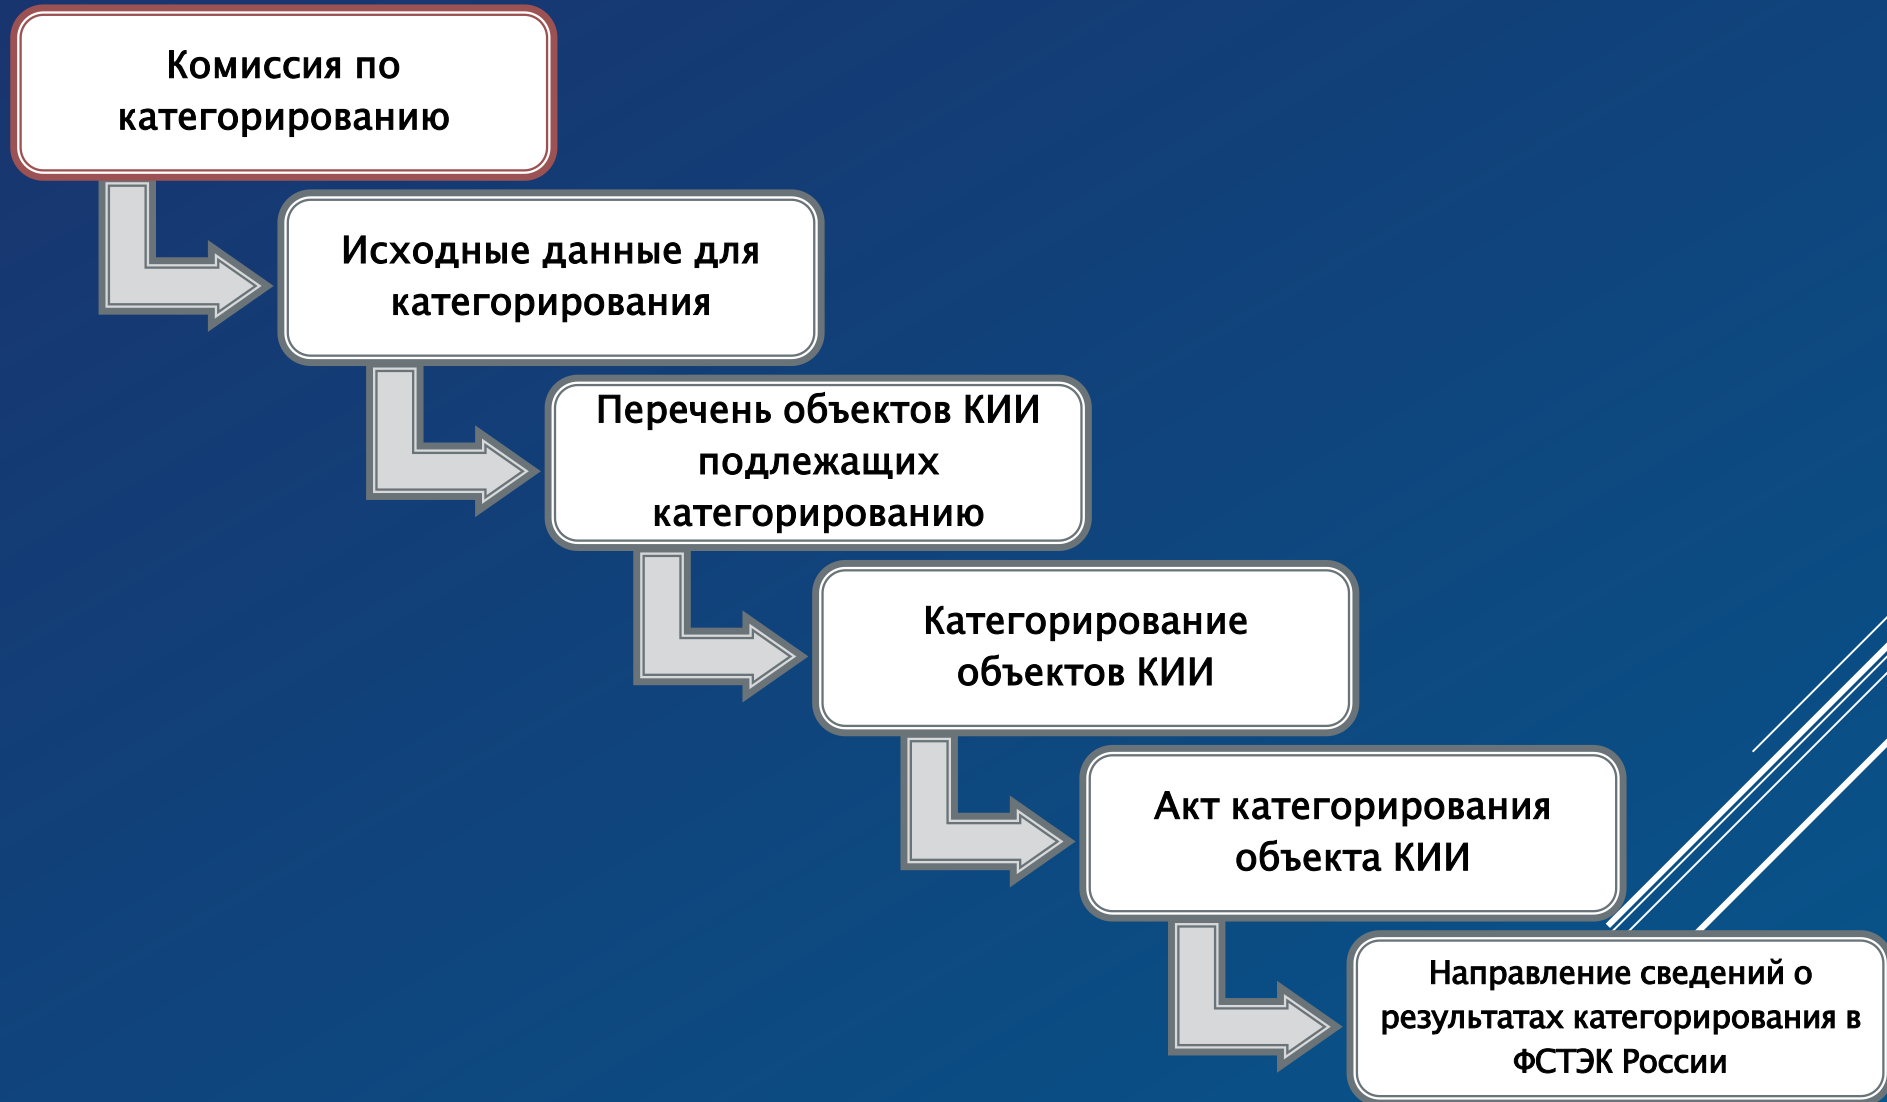 Комиссия по
категорированию
Исходные данные для
категорирования
Перечень объектов КИИ
подлежащих
категорированию
Категорирование
объектов КИИ
Акт категорирования
объекта КИИ
Направление сведений о
результатах категорирования в
ФСТЭК России